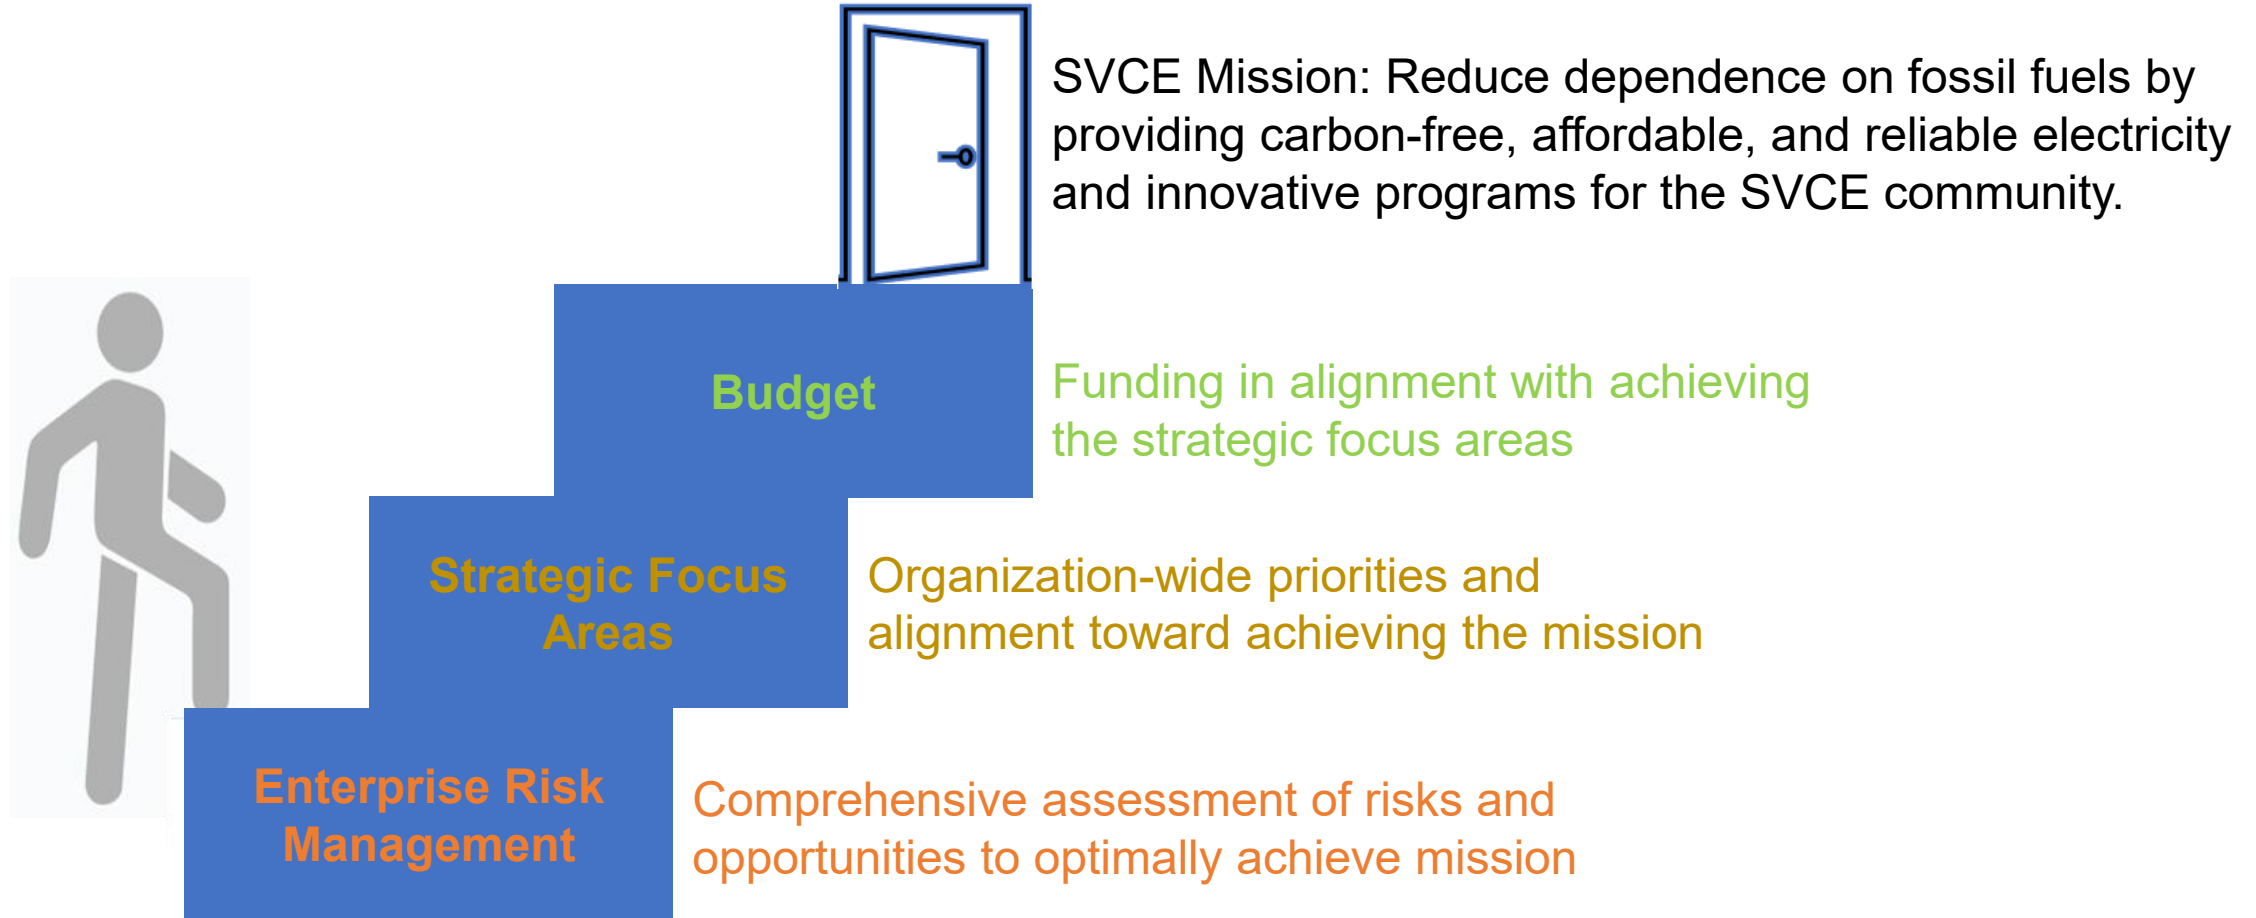 SVCE Mission: Reduce dependence on fossil fuels by
providing carbon-free, affordable, and reliable electricity
and innovative programs for the SVCE community.
Budget
Funding in alignment with achieving
the strategic focus areas
Strategic Focus
Areas
Organization-wide priorities and
alignment toward achieving the mission
Enterprise Risk
Management
Comprehensive assessment of risks and
opportunities to optimally achieve mission